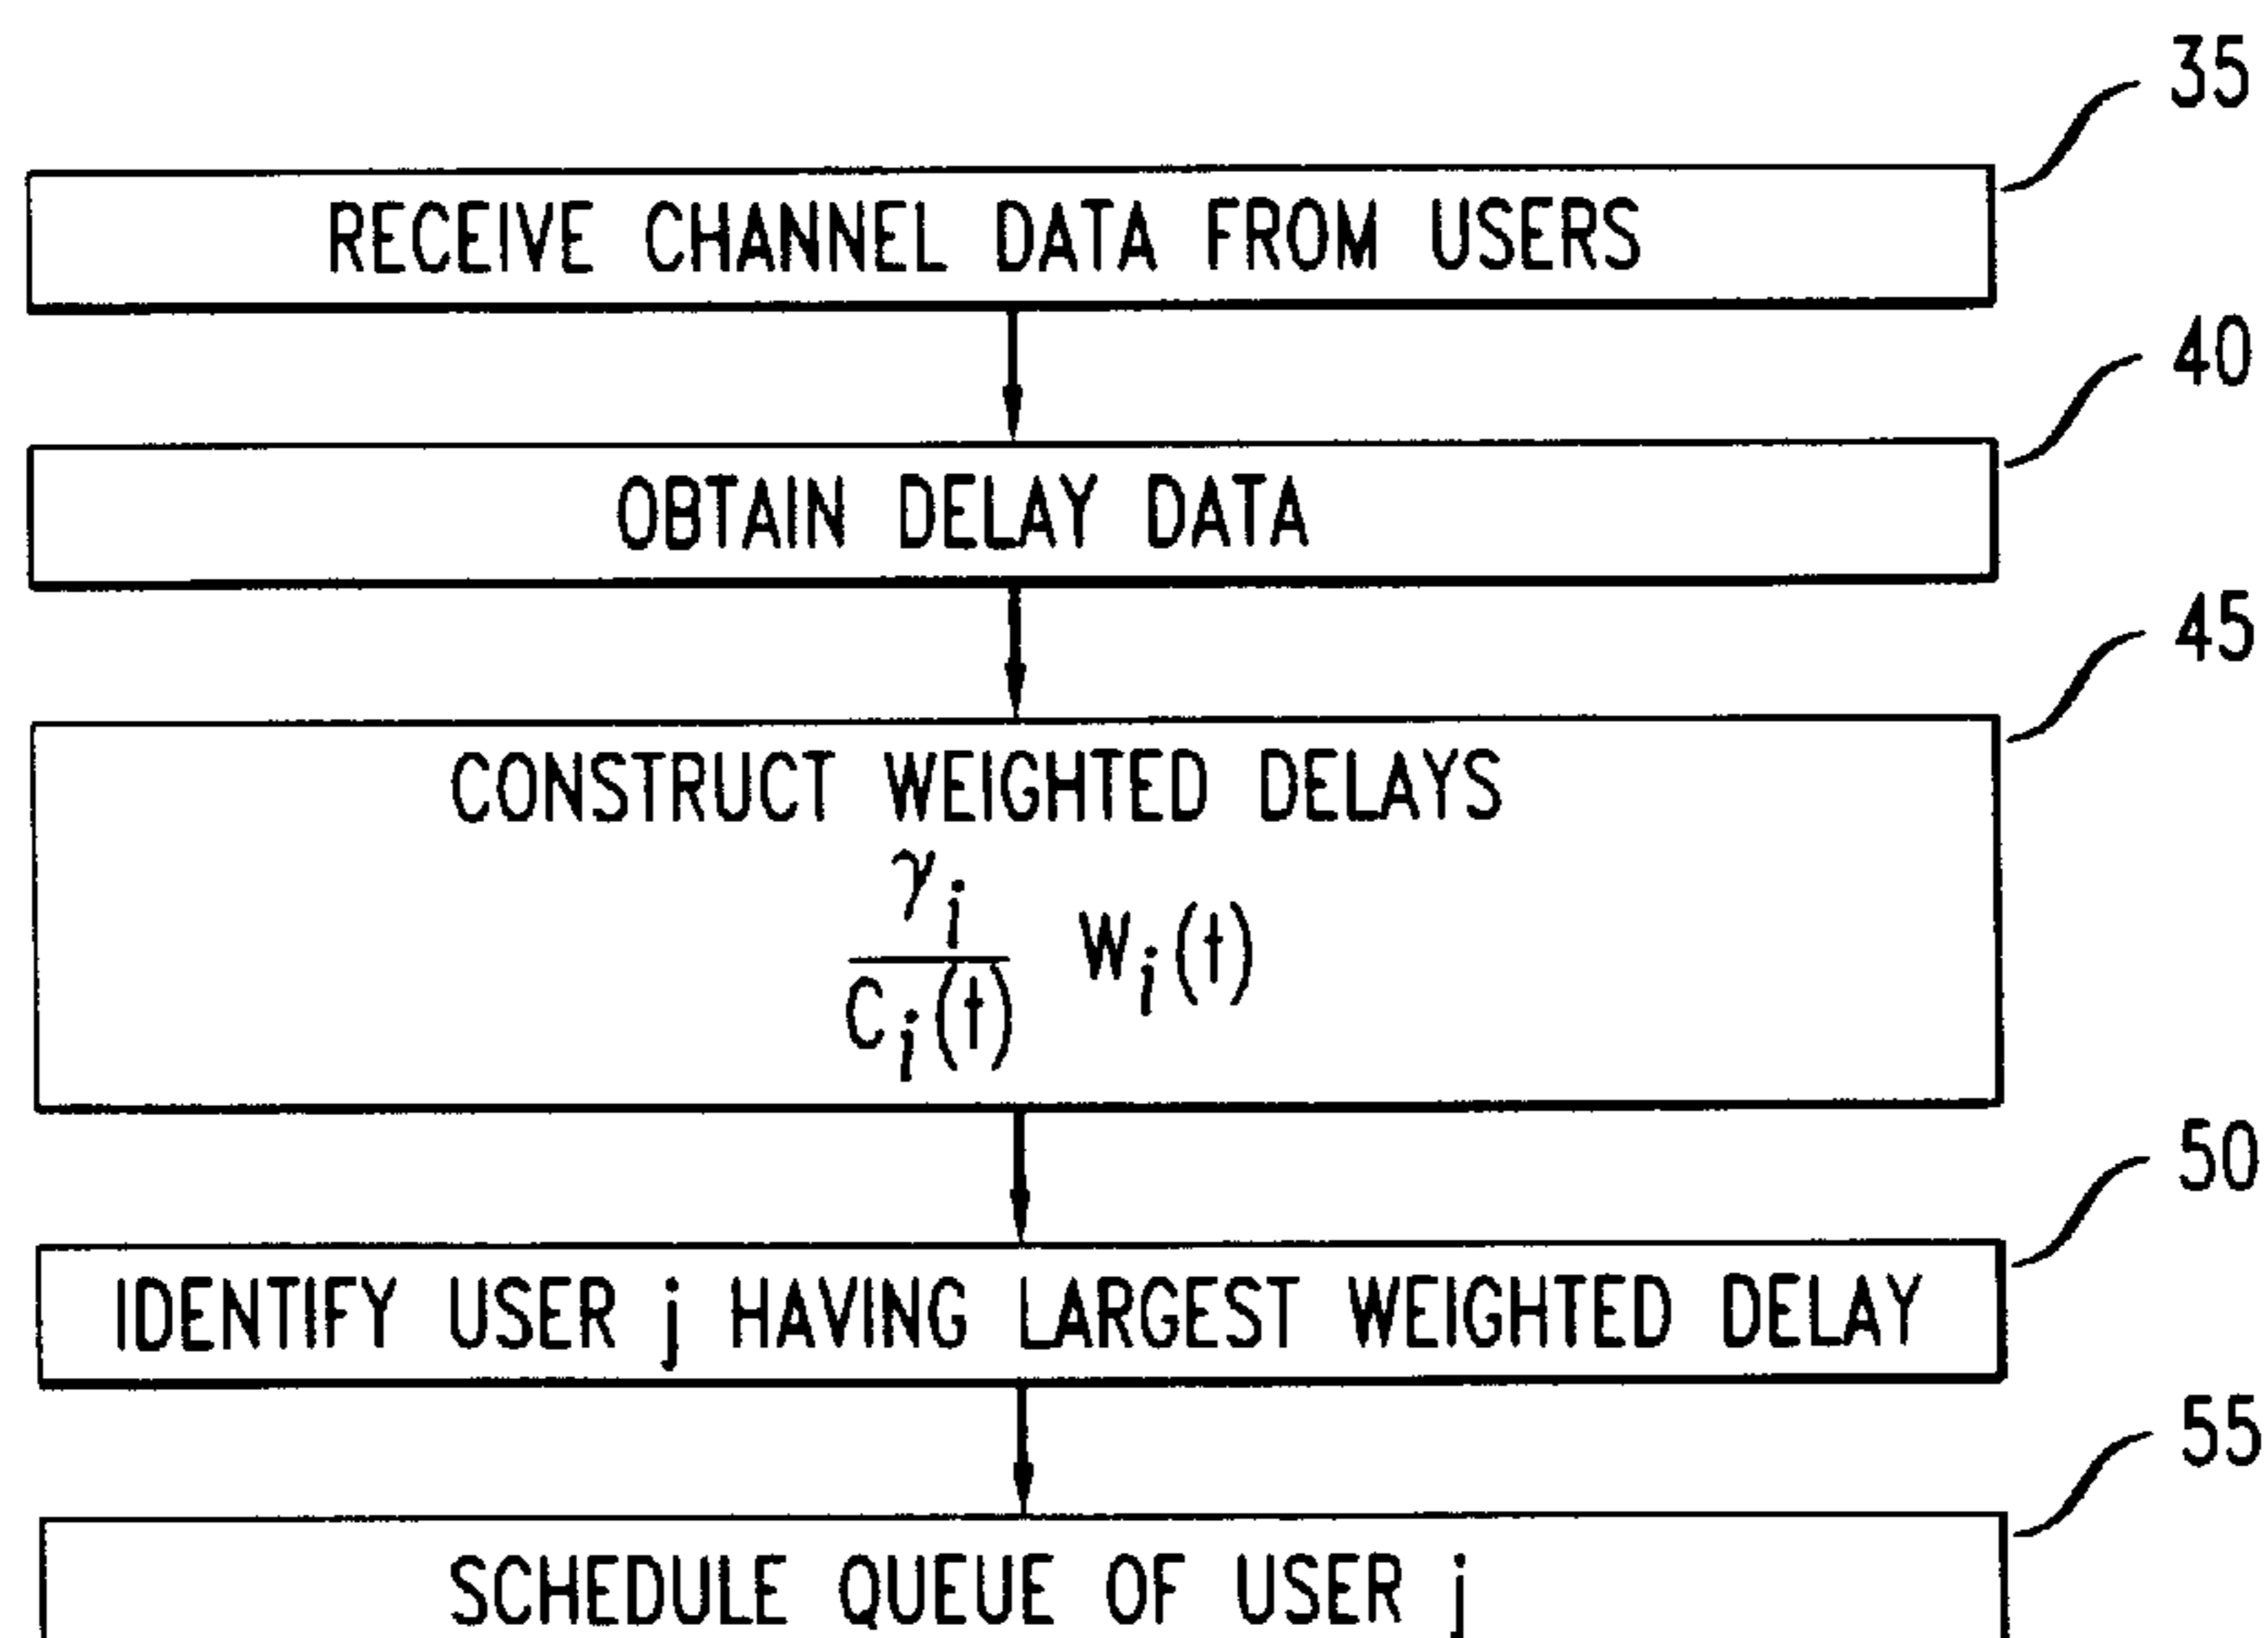 35
RECEIVE CHANNEL DATA FROM USERS
40
OBTAIN DELAY DATA
45
CONSTRUCT WEIGHTED DELAYS
γi
Ci(t) Wi(t)
50
IDENTIFY USER j HAVING LARGEST WEIGHTED DELAY
55
SCHEDULE QUEUE OF USER j